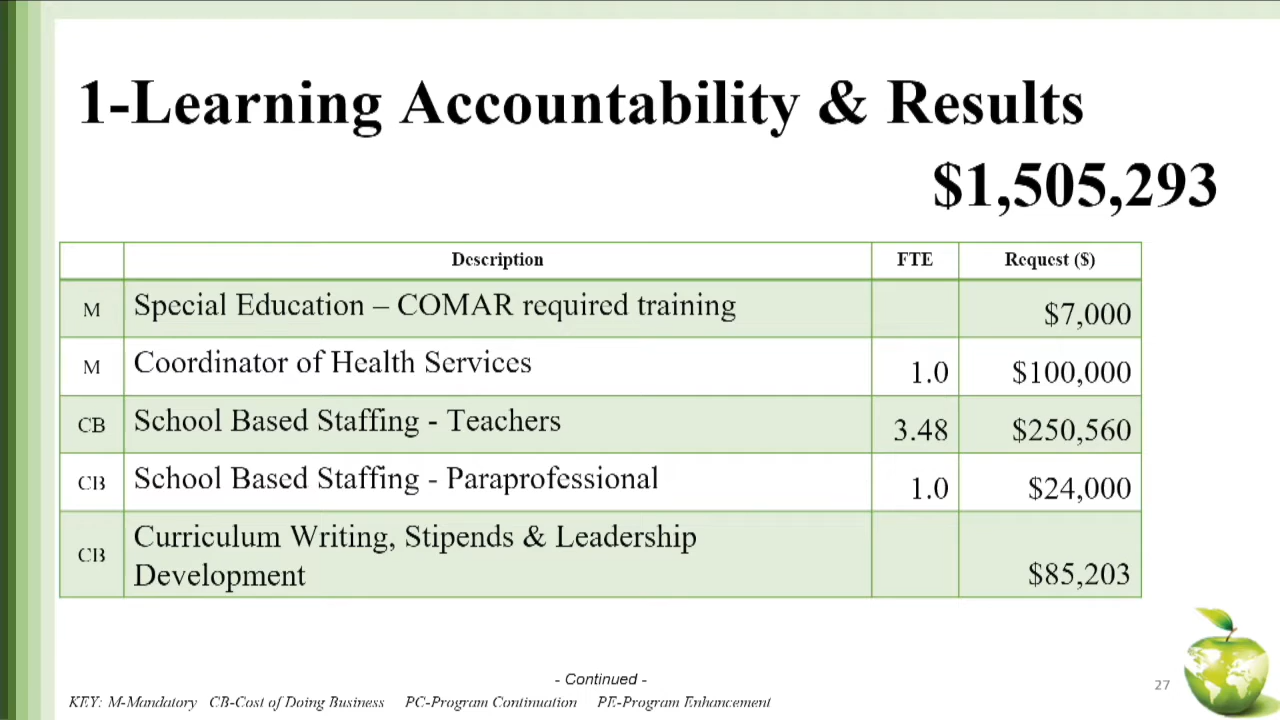 1-Learning Accountability & Results
$1,505,293
Description FTE Request ($)
M Special Education – COMAR required training $7,000
M Coordinator of Health Services 1.0 $100,000
CB School Based Staffing - Teachers 3.48 $250,560
CB School Based Staffing - Paraprofessional 1.0 $24,000
CB Curriculum Writing, Stipends & Leadership
Development $85,203
- Continued -
27
KEY: M-Mandatory CB-Cost of Doing Business PC-Program Continuation PE-Program Enhancement